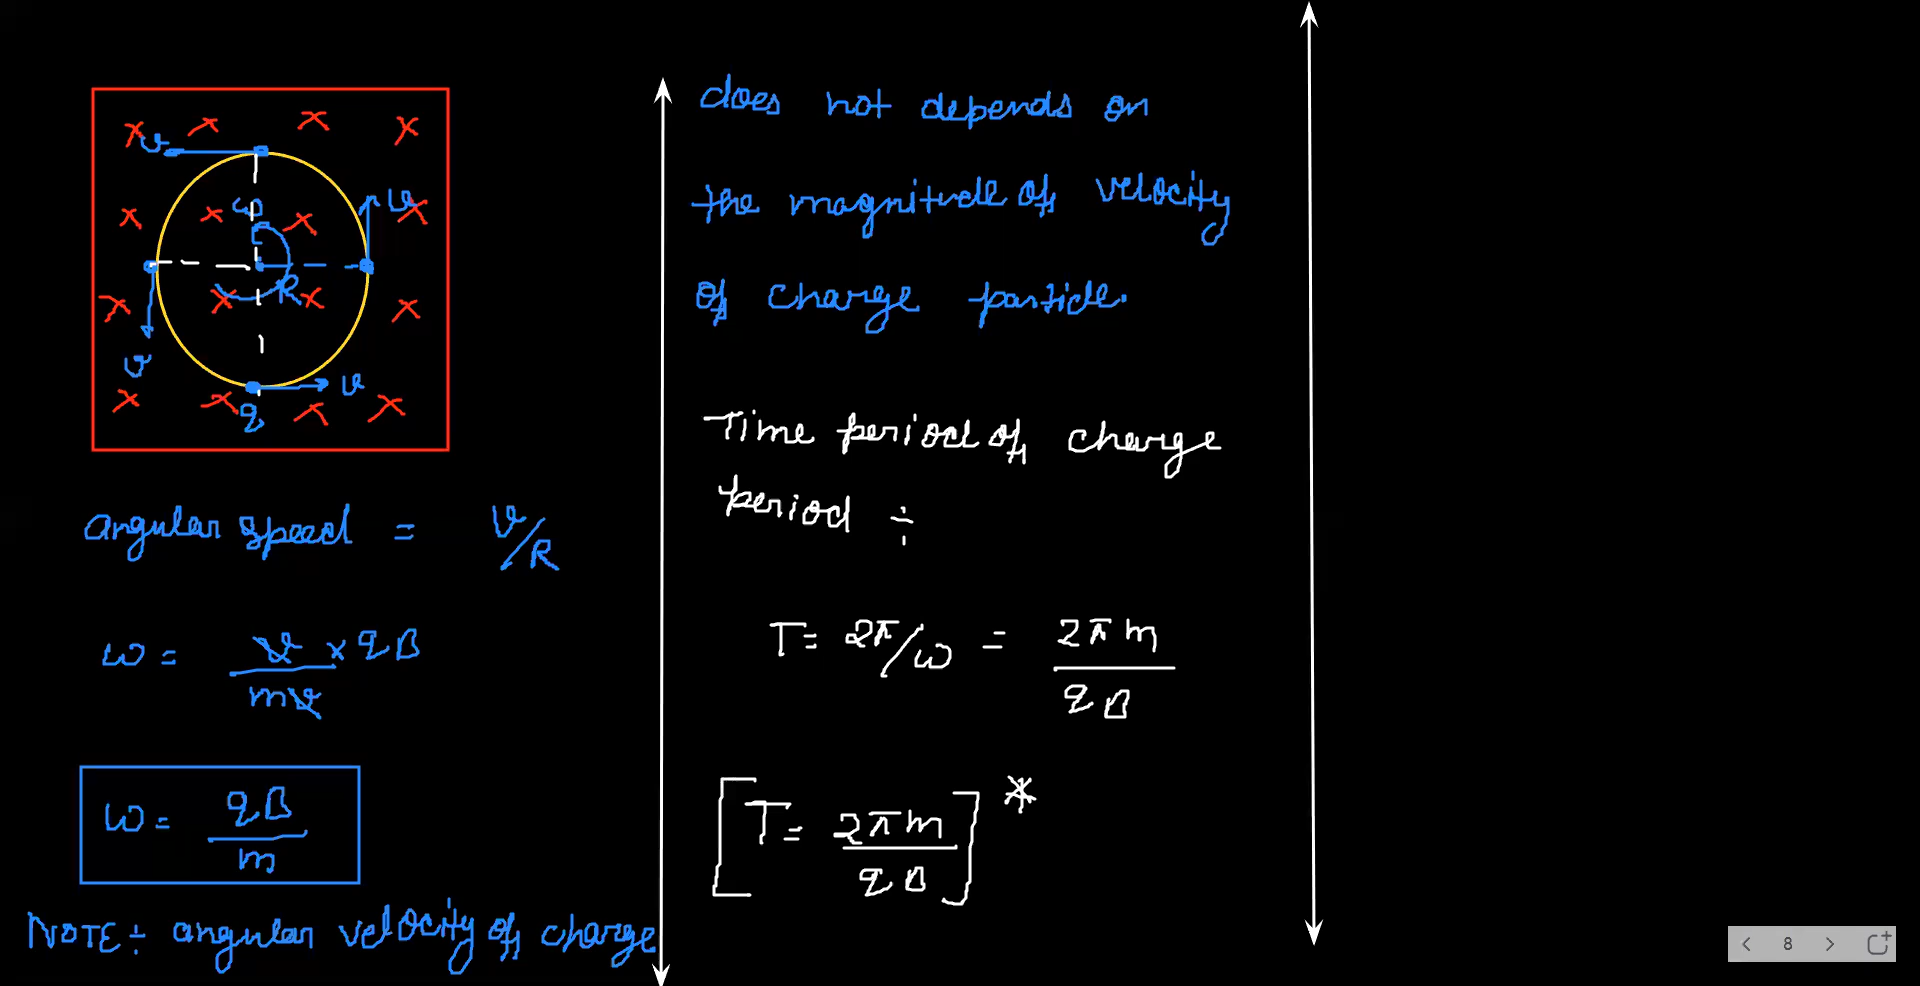 v
ω
v
R
v
v
q
angular speed = v/R
ω = v/mv × qB
ω = qB/m
NOTE÷ angular velocity of charge
does not depends on
the magnitude of velocity
of charge particle.
Time period of charge
period ÷
T = 2π/ω = 2πm/qB
[T = 2πm/qB]*
8